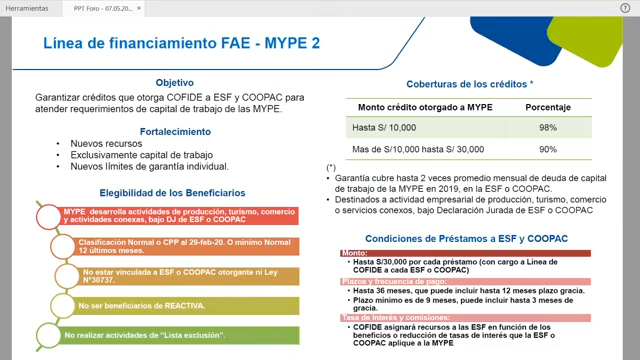 Herramientas
PPT Foro - 07.05.20...
×
?
Línea de financiamiento FAE - MYPE 2
Objetivo
Garantizar créditos que otorga COFIDE a ESF y COOPAC para
atender requerimientos de capital de trabajo de las MYPE.
Fortalecimiento
• Nuevos recursos
• Exclusivamente capital de trabajo
• Nuevos límites de garantía individual.
Elegibilidad de los Beneficiarios
MYPE desarrolla actividades de producción, turismo, comercio
y actividades conexas, bajo DJ de ESF o COOPAC
Clasificación Normal o CPP al 29-feb-20. O mínimo Normal
12 últimos meses.
No estar vinculada a ESF o COOPAC otorgante ni Ley
N°30737.
No ser beneficiarios de REACTIVA.
No realizar actividades de “Lista exclusión”.
Coberturas de los créditos *
Monto crédito otorgado a MYPE Porcentaje
Hasta S/ 10,000 98%
Mas de S/10,000 hasta S/ 30,000 90%
(*)
• Garantía cubre hasta 2 veces promedio mensual de deuda de capital
de trabajo de la MYPE en 2019, en la ESF o COOPAC.
• Destinados a actividad empresarial de producción, turismo, comercio
o servicios conexos, bajo Declaración Jurada de ESF o COOPAC
Condiciones de Préstamos a ESF y COOPAC
Monto:
• Hasta S/30,000 por cada préstamo (con cargo a Línea de
COFIDE a cada ESF o COOPAC)
Plazos y frecuencia de pago:
• Hasta 36 meses, que puede incluir hasta 12 meses plazo gracia.
• Plazo mínimo es de 9 meses, puede incluir hasta 3 meses de
gracia.
Tasa de Interés y comisiones:
• COFIDE asignará recursos a las ESF en función de los
beneficios o reducción de tasas de interés que la ESF o
COOPAC aplique a la MYPE